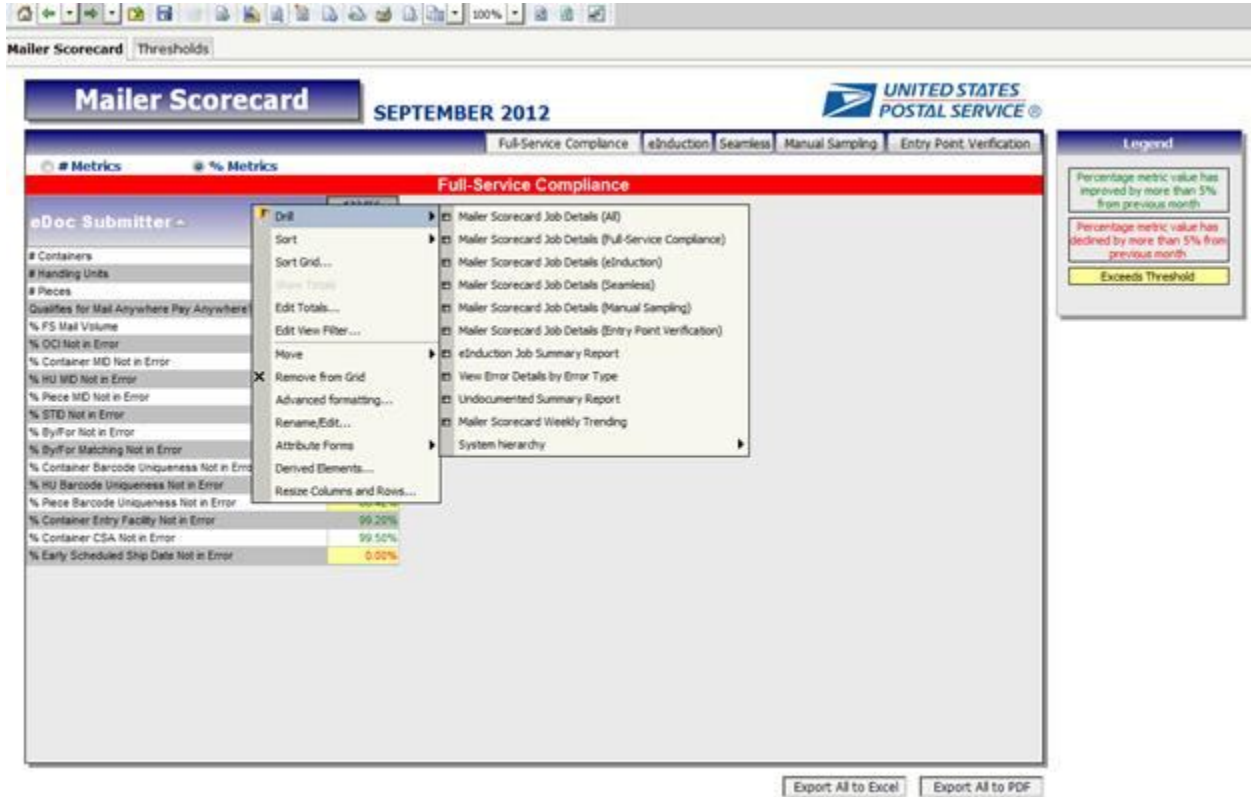 100%
Mailer Scorecard Thresholds
Mailer Scorecard
SEPTEMBER 2012
UNITED STATES
POSTAL SERVICE ®
Full-Service Compliance eInduction Seamless Manual Sampling Entry Point Verification
# Metrics % Metrics
Full-Service Compliance
eDoc Submitter
# Containers
# Handling Units
# Pieces
Qualifies for Mail Anywhere Pay Anywhere
% FS Mail Volume
% OCI Not in Error
% Container MID Not in Error
% HU MID Not in Error
% Piece MID Not in Error
% STID Not in Error
% By/For Not in Error
% By/For Matching Not in Error
% Container Barcode Uniqueness Not in Erro
% HU Barcode Uniqueness Not in Error
% Piece Barcode Uniqueness Not in Error
% Container Entry Facility Not in Error 99.20%
% Container CSA Not in Error 99.50%
% Early Scheduled Ship Date Not in Error 0.00%
Drill
Sort
Sort Grid...
Show Totals
Edit Totals...
Edit View Filter...
Move
Remove from Grid
Advanced formatting...
Rename/Edit...
Attribute Forms
Derived Elements...
Resize Columns and Rows...
Mailer Scorecard Job Details (All)
Mailer Scorecard Job Details (Full-Service Compliance)
Mailer Scorecard Job Details (eInduction)
Mailer Scorecard Job Details (Seamless)
Mailer Scorecard Job Details (Manual Sampling)
Mailer Scorecard Job Details (Entry Point Verification)
eInduction Job Summary Report
View Error Details by Error Type
Undocumented Summary Report
Mailer Scorecard Weekly Trending
System hierarchy
Legend
Percentage metric value has
improved by more than 5%
from previous month
Percentage metric value has
declined by more than 5% from
previous month
Exceeds Threshold
Export All to Excel Export All to PDF